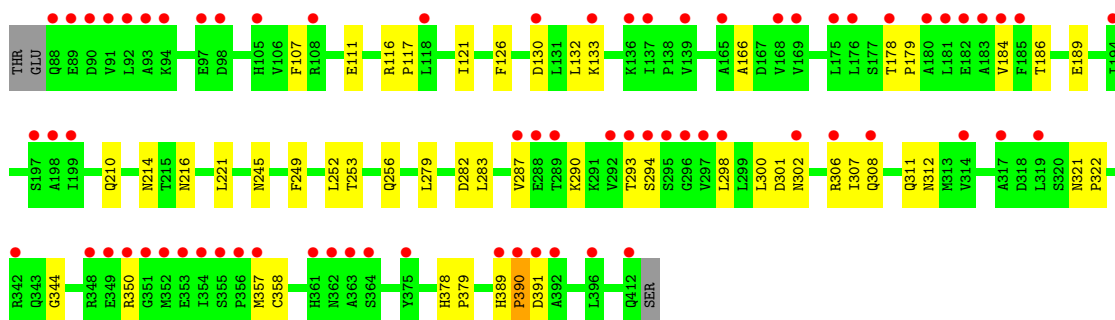 THR GLU Q88 E89 D90 V91 L92 A93 K94 E97 D98 H105 V106 F107 R108 E111 R116 P117 L118 I121 F126 D130 L131 L132 K133 K136 I137 P138 V139 A165 A166 D167 V168 V169 L175 L176 S177 T178 P179 A180 L181 E182 A183 V184 F185 T186 E189 I194
S197 A198 I199 Q210 N214 T215 N216 L221 N245 F249 L252 T253 Q256 L279 D282 L283 V287 E288 T289 K290 K291 V292 T293 S294 S295 G296 V297 L298 L299 L300 D301 N302 R306 I307 Q308 Q311 N312 M313 V314 A317 D318 L319 S320 N321 P322
R342 Q343 G344 R348 E349 R350 G351 M352 E353 I354 S355 P356 M357 C358 H361 N362 A363 S364 Y375 H378 P379 H389 P390 D391 A392 L396 Q412 SER